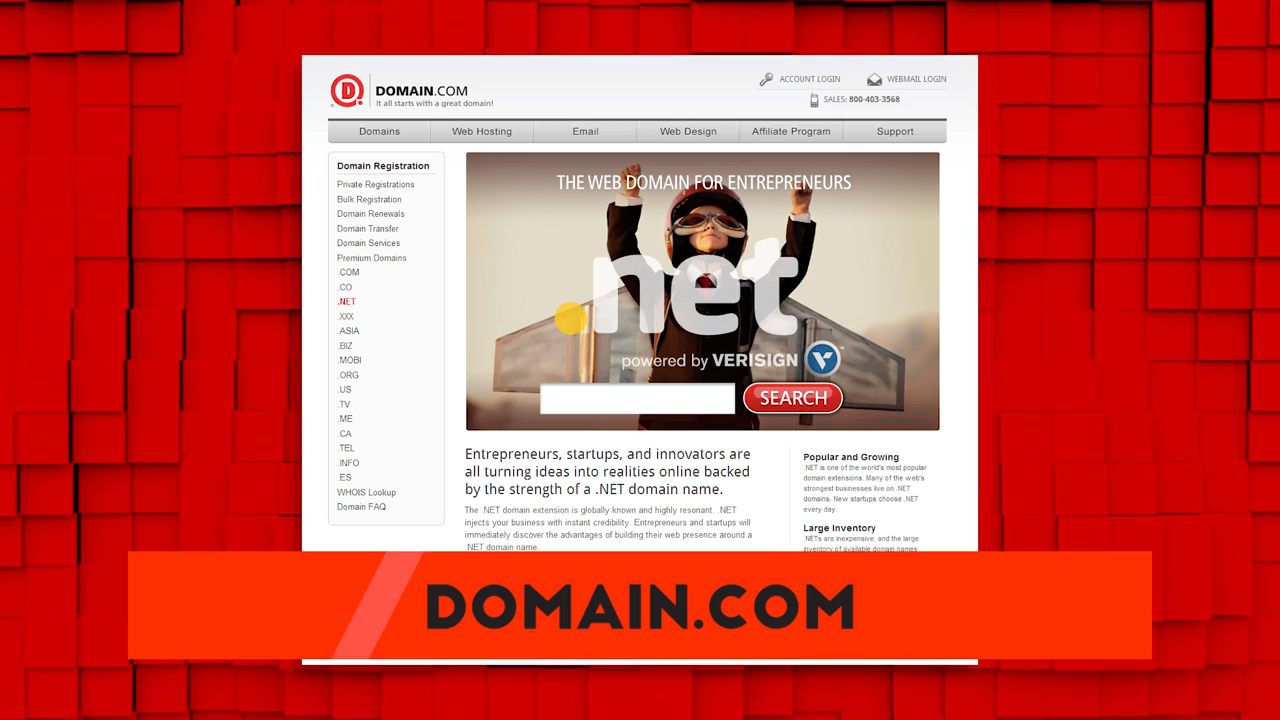 DOMAIN.COM
It all starts with a great domain!
ACCOUNT LOGIN
WEBMAIL LOGIN
SALES: 800-403-3568
Domains
Web Hosting
Email
Web Design
Affiliate Program
Support
Domain Registration
Private Registrations
Bulk Registration
Domain Renewals
Domain Transfer
Domain Services
Premium Domains
.COM
.CO
.NET
.XXX
.ASIA
.BIZ
.MOBI
.ORG
.US
.TV
.ME
.CA
.TEL
.INFO
.ES
WHOIS Lookup
Domain FAQ
THE WEB DOMAIN FOR ENTREPRENEURS
.net
powered by VERISIGN
SEARCH
Entrepreneurs, startups, and innovators are
all turning ideas into realities online backed
by the strength of a .NET domain name.
The .NET domain extension is globally known and highly resonant. .NET
injects your business with instant credibility. Entrepreneurs and startups will
immediately discover the advantages of building their web presence around a
.NET domain name.
Popular and Growing
.NET is one of the world's most popular
domain extensions. Many of the web's
strongest businesses live on .NET
domains. New startups choose .NET
every day.
Large Inventory
.NETs are inexpensive, and the large
inventory of available domain names
DOMAIN.COM